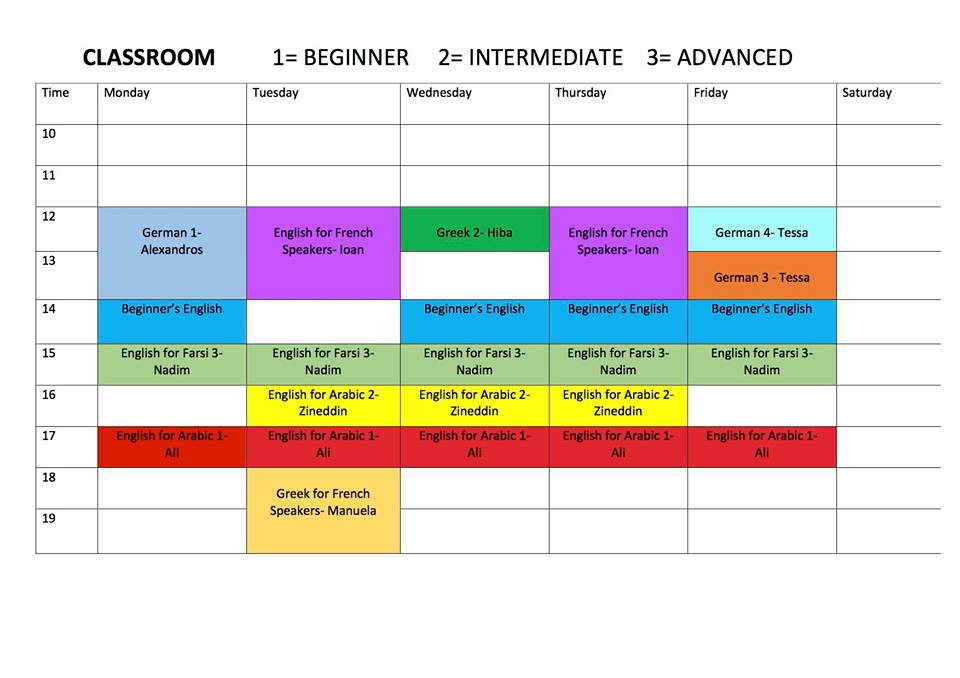 CLASSROOM 1= BEGINNER 2= INTERMEDIATE 3= ADVANCED
Time Monday Tuesday Wednesday Thursday Friday Saturday
10
11
12
German 1-
Alexandros
English for French
Speakers- Ioan
Greek 2- Hiba
English for French
Speakers- Ioan
German 4- Tessa
13
German 3 - Tessa
14
Beginner’s English
Beginner’s English
Beginner’s English
Beginner’s English
15
English for Farsi 3-
Nadim
English for Farsi 3-
Nadim
English for Farsi 3-
Nadim
English for Farsi 3-
Nadim
English for Farsi 3-
Nadim
16
English for Arabic 2-
Zineddin
English for Arabic 2-
Zineddin
English for Arabic 2-
Zineddin
17
English for Arabic 1-
Ali
English for Arabic 1-
Ali
English for Arabic 1-
Ali
English for Arabic 1-
Ali
English for Arabic 1-
Ali
18
Greek for French
Speakers- Manuela
19